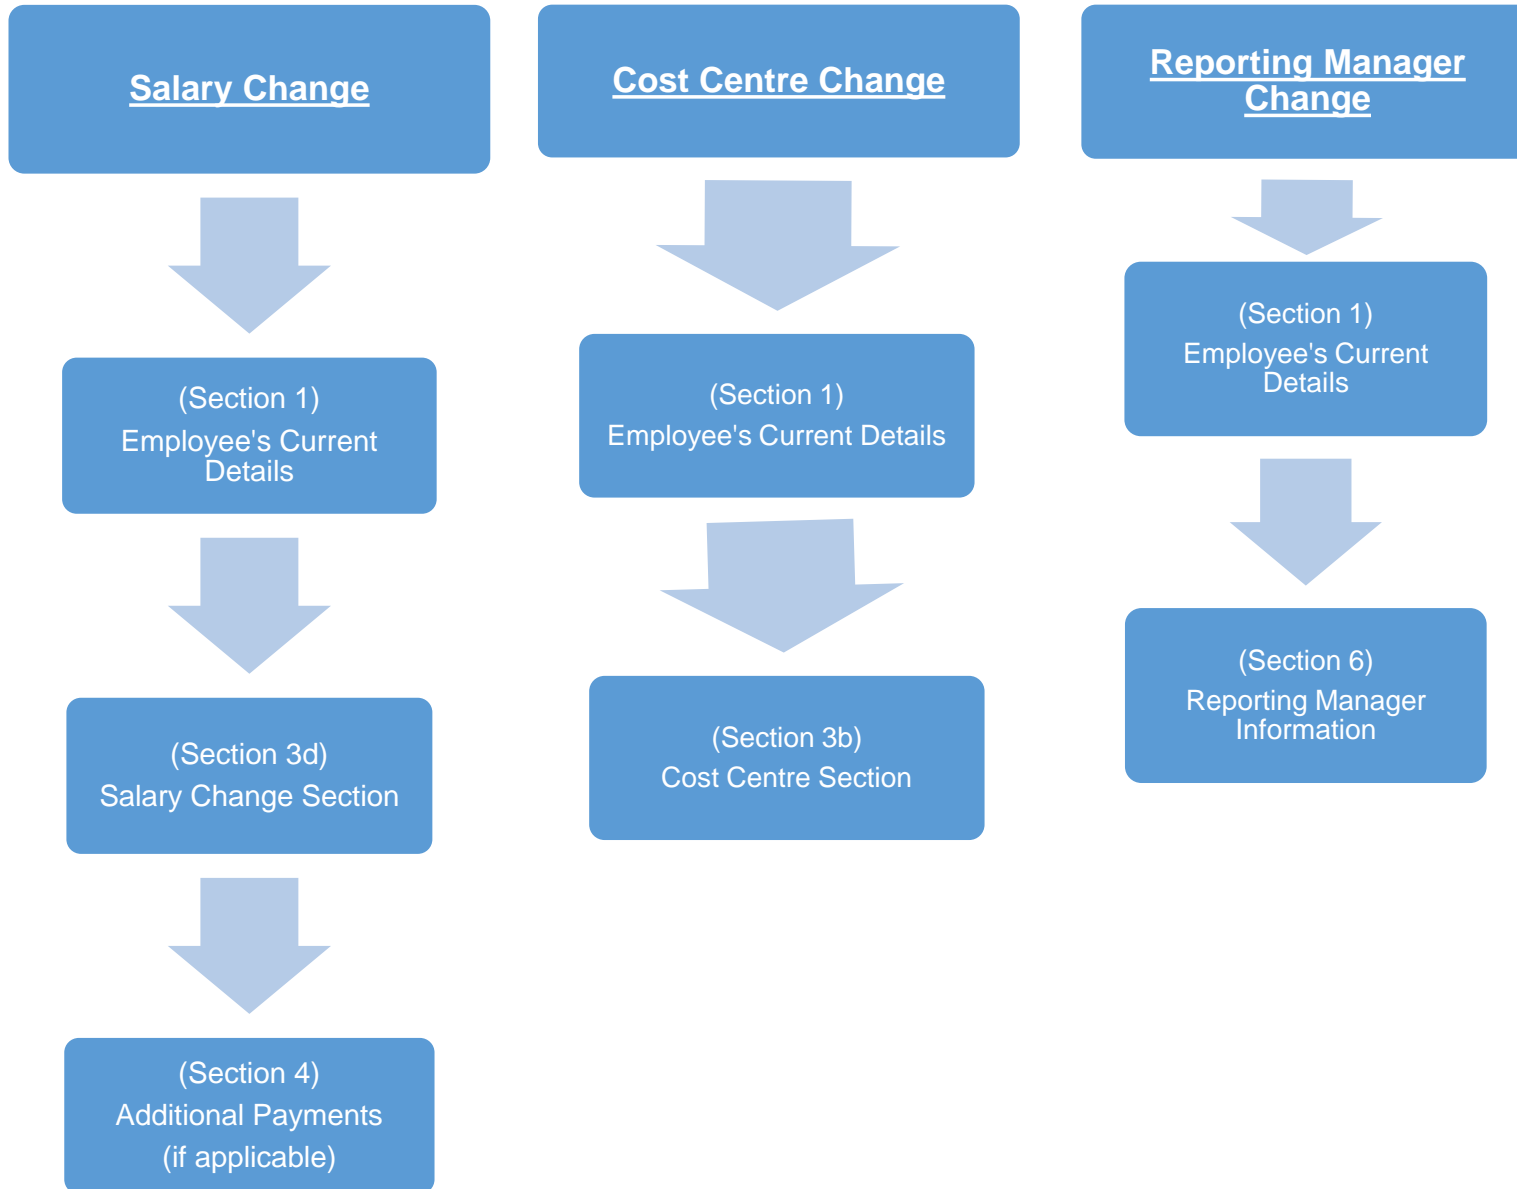 Salary Change
(Section 1)
Employee's Current
Details
(Section 3d)
Salary Change Section
(Section 4)
Additional Payments
(if applicable)
Cost Centre Change
(Section 1)
Employee's Current Details
(Section 3b)
Cost Centre Section
Reporting Manager
Change
(Section 1)
Employee's Current
Details
(Section 6)
Reporting Manager
Information